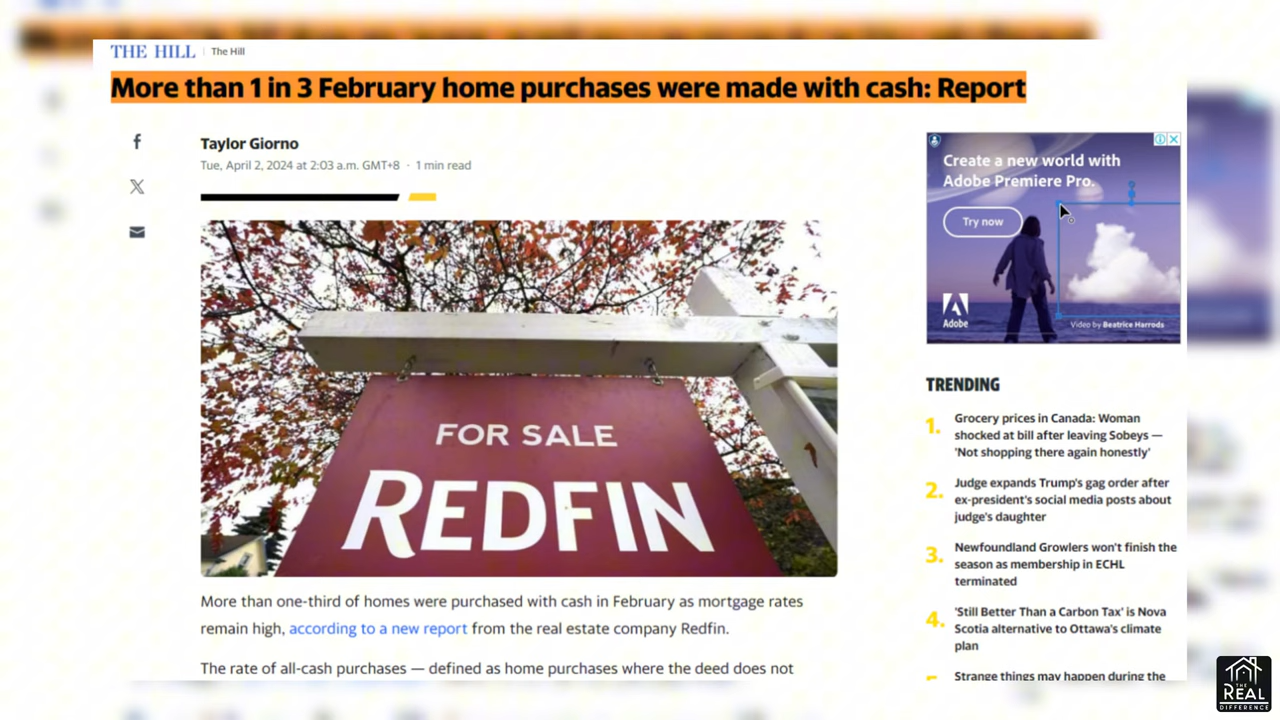 THE HILL | The Hill
More than 1 in 3 February home purchases were made with cash: Report
Taylor Giorno
Tue, April 2, 2024 at 2:03 a.m. GMT+8 · 1 min read
FOR SALE
REDFIN
More than one-third of homes were purchased with cash in February as mortgage rates
remain high, according to a new report from the real estate company Redfin.
The rate of all-cash purchases — defined as home purchases where the deed does not
Create a new world with
Adobe Premiere Pro.
Try now
Adobe
Video by Beatrice Harrods
TRENDING
1. Grocery prices in Canada: Woman
shocked at bill after leaving Sobeys —
'Not shopping there again honestly'
2. Judge expands Trump's gag order after
ex-president's social media posts about
judge's daughter
3. Newfoundland Growlers won't finish the
season as membership in ECHL
terminated
4. 'Still Better Than a Carbon Tax' is Nova
Scotia alternative to Ottawa's climate
plan
Strange things may happen during the
THE
REAL
DIFFERENCE